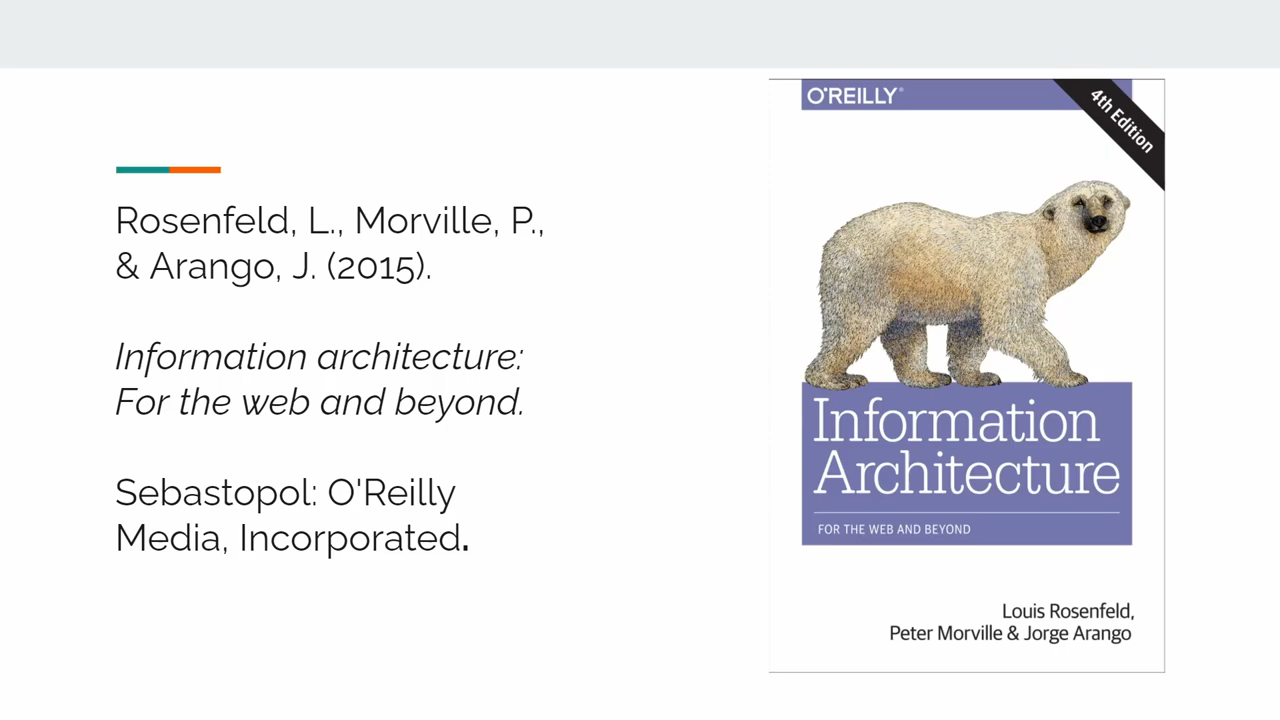 Rosenfeld, L., Morville, P.,
& Arango, J. (2015).
Information architecture:
For the web and beyond.
Sebastopol: O'Reilly
Media, Incorporated.
O'REILLY®
4th Edition
Information
Architecture
FOR THE WEB AND BEYOND
Louis Rosenfeld,
Peter Morville & Jorge Arango